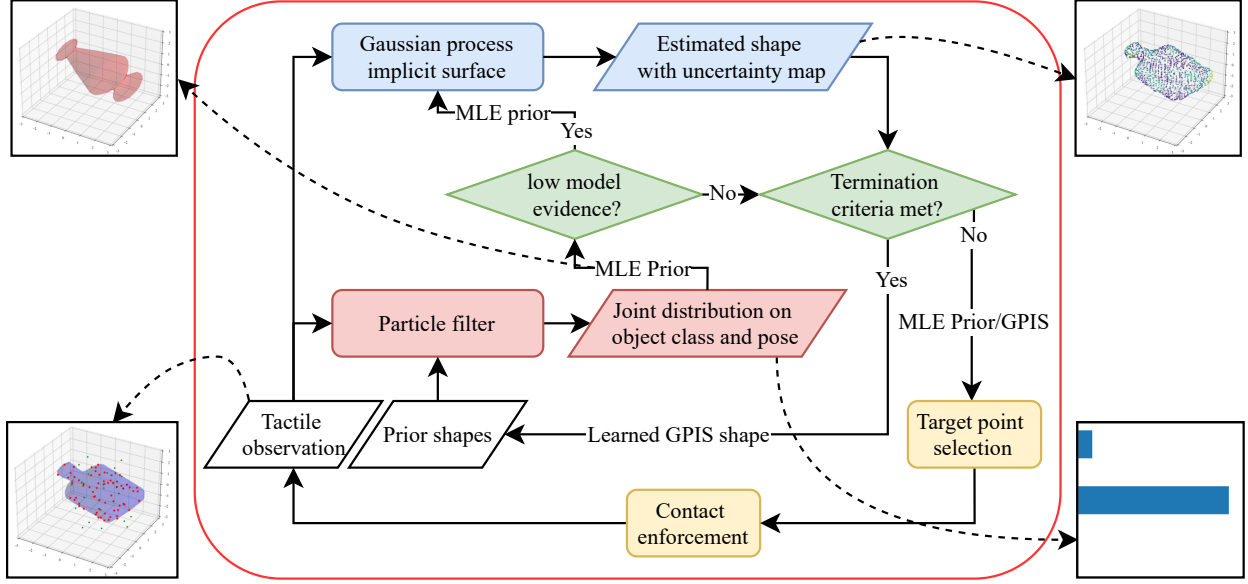 Gaussian process
implicit surface
Estimated shape
with uncertainty map
MLE prior
Yes
low model
evidence?
No
Termination
criteria met?
No
MLE Prior
Yes
Particle filter
Joint distribution on
object class and pose
MLE Prior/GPIS
Tactile
observation
Prior shapes
Learned GPIS shape
Target point
selection
Contact
enforcement